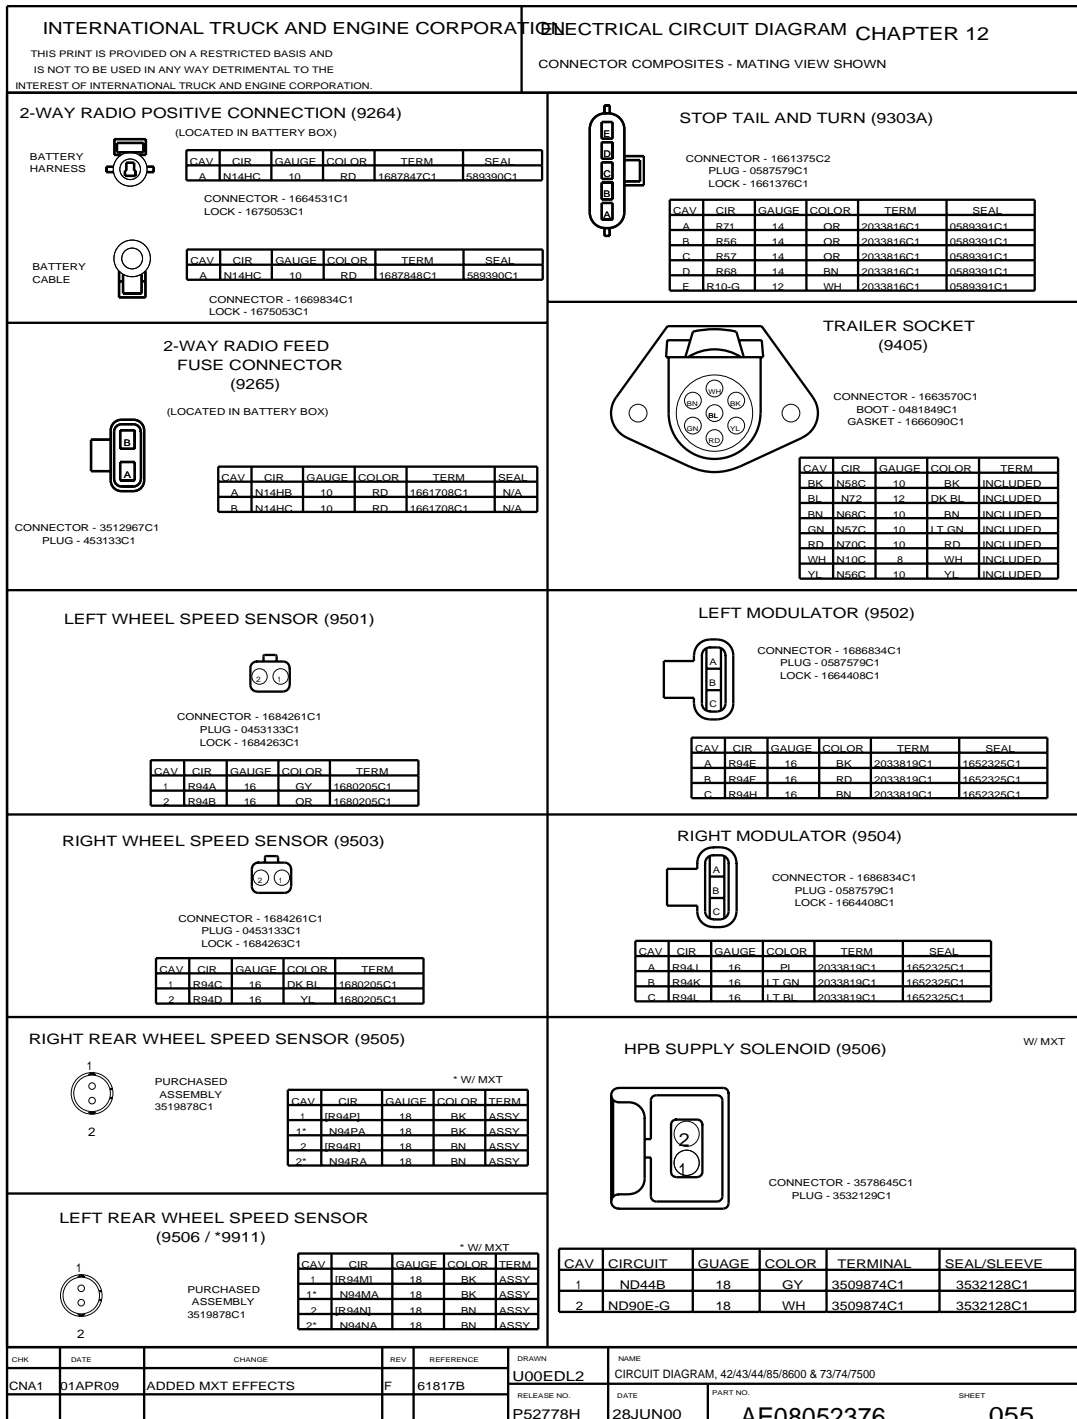 INTERNATIONAL TRUCK AND ENGINE CORPORATION
THIS PRINT IS PROVIDED ON A RESTRICTED BASIS AND
IS NOT TO BE USED IN ANY WAY DETRIMENTAL TO THE
INTEREST OF INTERNATIONAL TRUCK AND ENGINE CORPORATION.
ELECTRICAL CIRCUIT DIAGRAM CHAPTER 12
CONNECTOR COMPOSITES - MATING VIEW SHOWN
2-WAY RADIO POSITIVE CONNECTION (9264)
(LOCATED IN BATTERY BOX)
BATTERY
HARNESS
CAV CIR GAUGE COLOR TERM SEAL
A N14HC 10 RD 1687847C1 589390C1
CONNECTOR - 1664531C1
LOCK - 1675053C1
BATTERY
CABLE
CAV CIR GAUGE COLOR TERM SEAL
A N14HC 10 RD 1687848C1 589390C1
CONNECTOR - 1669834C1
LOCK - 1675053C1
STOP TAIL AND TURN (9303A)
E
D
C
B
A
CONNECTOR - 1661375C2
PLUG - 0587579C1
LOCK - 1661376C1
CAV CIR GAUGE COLOR TERM SEAL
A R71 14 OR 2033816C1 0589391C1
B R56 14 OR 2033816C1 0589391C1
C R57 14 OR 2033816C1 0589391C1
D R68 14 BN 2033816C1 0589391C1
E R10-G 12 WH 2033816C1 0589391C1
2-WAY RADIO FEED
FUSE CONNECTOR
(9265)
(LOCATED IN BATTERY BOX)
B
A
CAV CIR GAUGE COLOR TERM SEAL
A N14HB 10 RD 1661708C1 N/A
B N14HC 10 RD 1661708C1 N/A
CONNECTOR - 3512967C1
PLUG - 453133C1
TRAILER SOCKET
(9405)
WH
BN BK
BL
GN YL
RD
CONNECTOR - 1663570C1
BOOT - 0481849C1
GASKET - 1666090C1
CAV CIR GAUGE COLOR TERM
BK N58C 10 BK INCLUDED
BL N72 12 DK BL INCLUDED
BN N68C 10 BN INCLUDED
GN N57C 10 LT GN INCLUDED
RD N70C 10 RD INCLUDED
WH N10C 8 WH INCLUDED
YL N56C 10 YL INCLUDED
LEFT WHEEL SPEED SENSOR (9501)
2 1
CONNECTOR - 1684261C1
PLUG - 0453133C1
LOCK - 1684263C1
CAV CIR GAUGE COLOR TERM
1 R94A 16 GY 1680205C1
2 R94B 16 OR 1680205C1
LEFT MODULATOR (9502)
A
B
C
CONNECTOR - 1686834C1
PLUG - 0587579C1
LOCK - 1664408C1
CAV CIR GAUGE COLOR TERM SEAL
A R94E 16 BK 2033819C1 1652325C1
B 16 RD 2033819C1 1652325C1
C R94H 16 BN 2033819C1 1652325C1
RIGHT WHEEL SPEED SENSOR (9503)
2 1
CONNECTOR - 1684261C1
PLUG - 0453133C1
LOCK - 1684263C1
CAV CIR GAUGE COLOR TERM
1 R94C 16 DK BL 1680205C1
2 R94D 16 YL 1680205C1
RIGHT MODULATOR (9504)
A
B
C
CONNECTOR - 1686834C1
PLUG - 0587579C1
LOCK - 1664408C1
CAV CIR GAUGE COLOR TERM SEAL
A R94J 16 2033819C1 1652325C1
B R94K 16 LT GN 2033819C1 1652325C1
C R94L 16 LT BL 2033819C1 1652325C1
RIGHT REAR WHEEL SPEED SENSOR (9505)
1
2
PURCHASED
ASSEMBLY
3519878C1
* W/ MXT
CAV CIR GAUGE COLOR TERM
1 [R94P] 18 BK ASSY
1* N94PA 18 BK ASSY
2 [R94R] 18 BN ASSY
2* N94RA 18 BN ASSY
HPB SUPPLY SOLENOID (9506)
W/ MXT
2
1
CONNECTOR - 3578645C1
PLUG - 3532129C1
CAV CIRCUIT GUAGE COLOR TERMINAL SEAL/SLEEVE
1 ND44B 18 GY 3509874C1 3532128C1
2 ND90E-G 18 WH 3509874C1 3532128C1
LEFT REAR WHEEL SPEED SENSOR
(9506 / *9911)
1
2
PURCHASED
ASSEMBLY
3519878C1
* W/ MXT
CAV CIR GAUGE COLOR TERM
1 [R94M] 18 BK ASSY
1* N94MA 18 BK ASSY
2 [R94N] 18 BN ASSY
2* N94NA 18 BN ASSY
CHK DATE CHANGE REV REFERENCE
CNA1 01APR09 ADDED MXT EFFECTS F 61817B
DRAWN
U00EDL2
NAME
CIRCUIT DIAGRAM, 42/43/44/85/8600 & 73/74/7500
RELEASE NO.
P52778H
DATE
28JUN00
PART NO.
AE08052376
SHEET
055